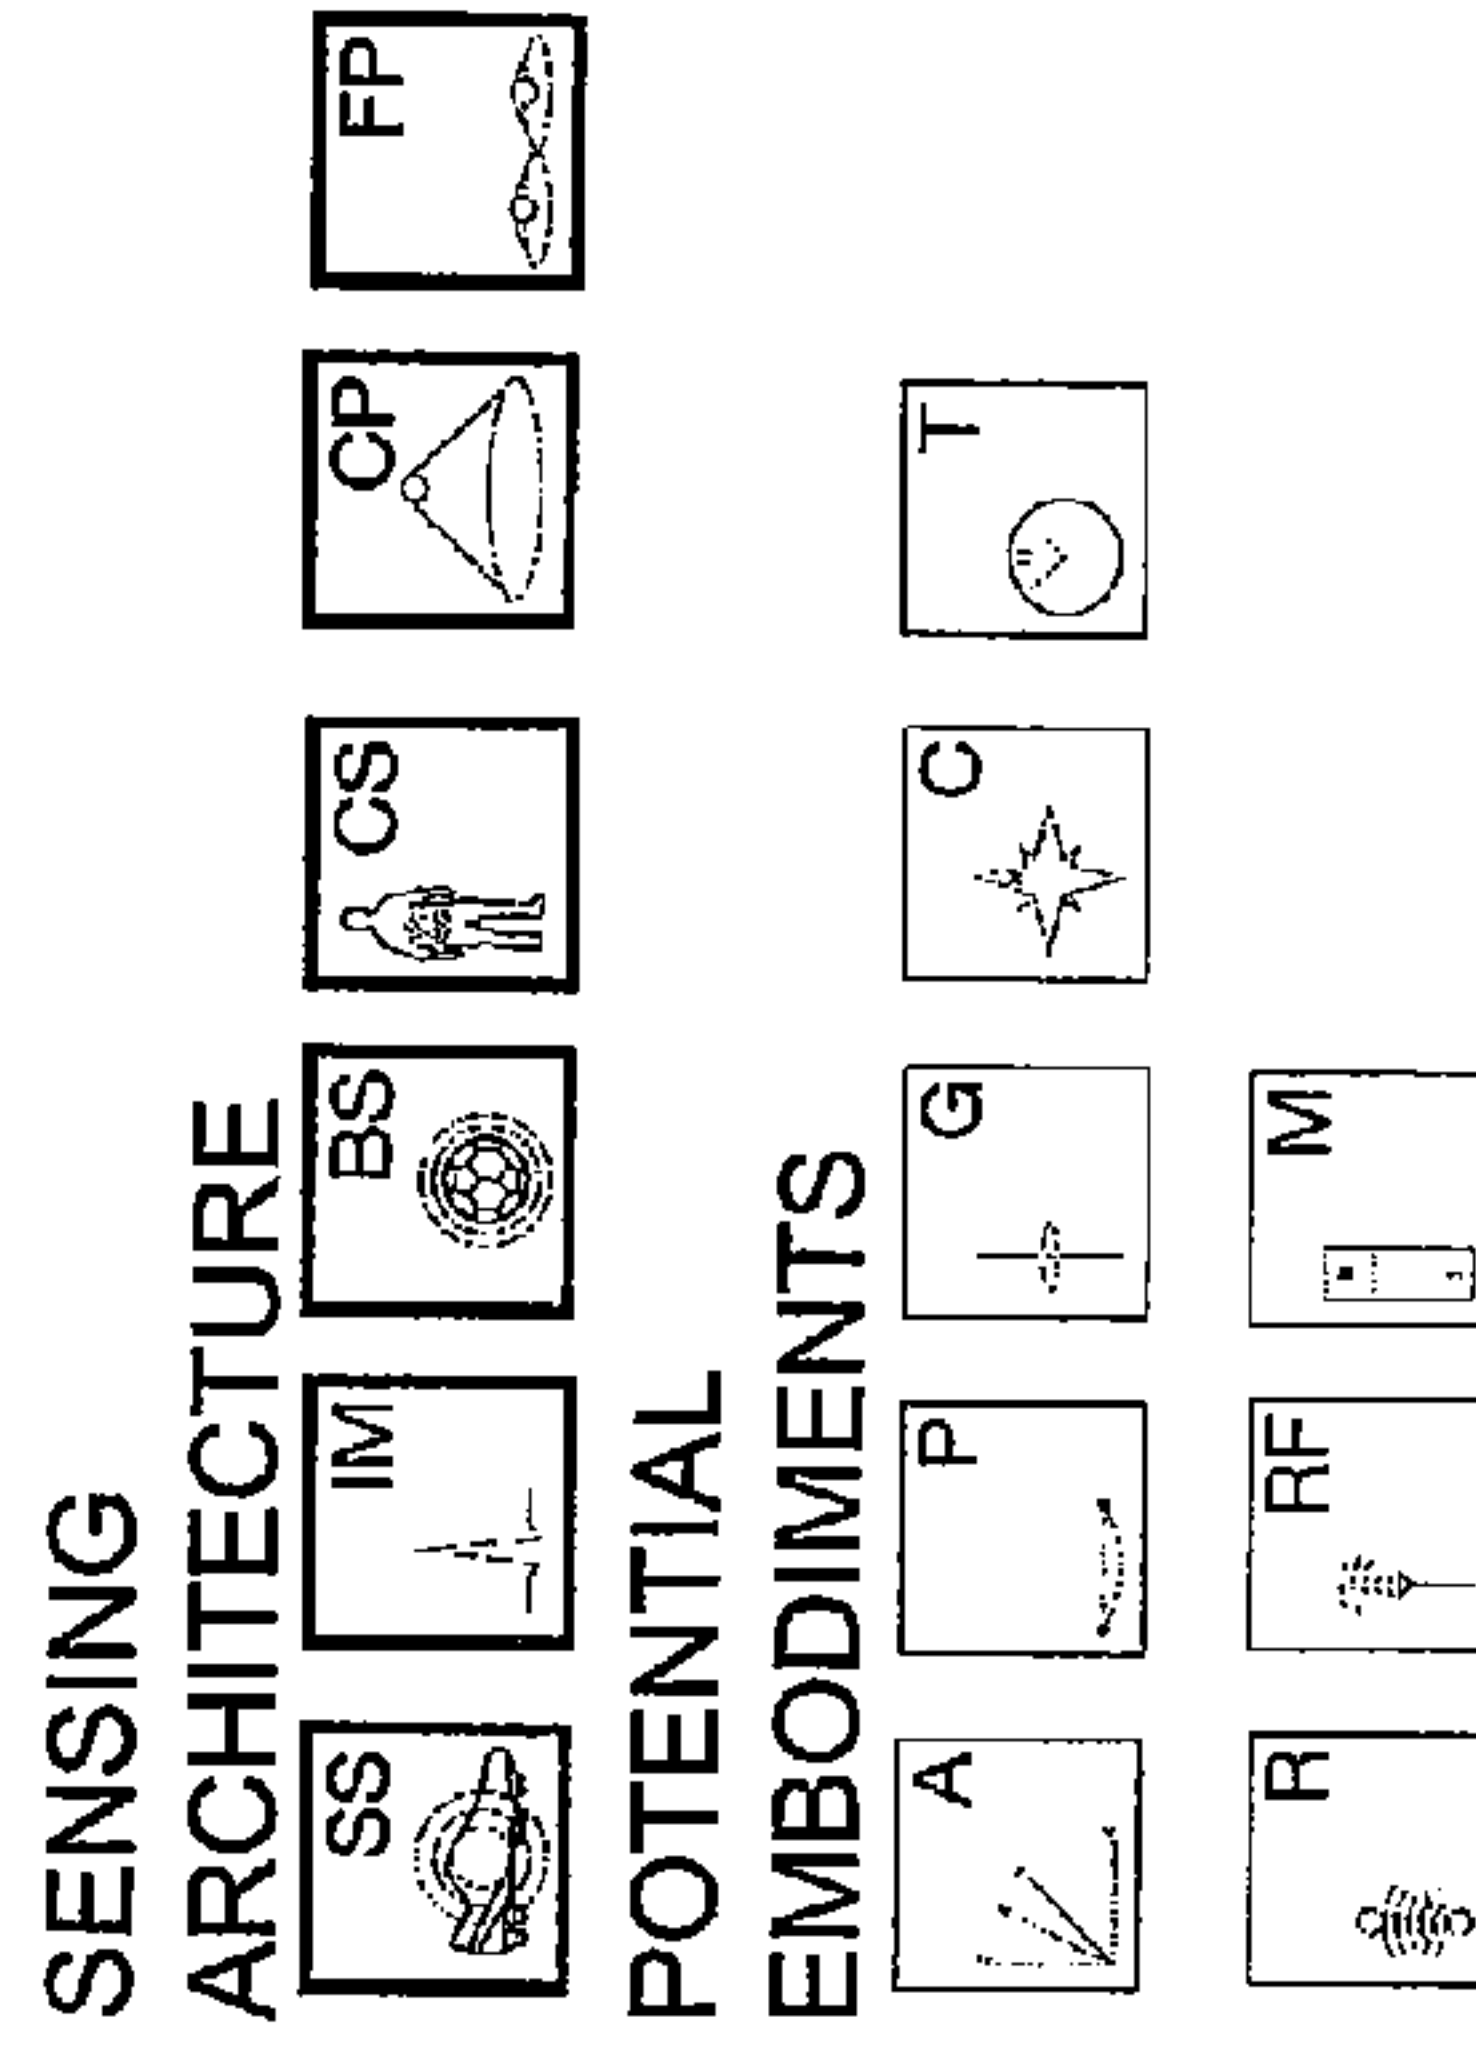 SENSING
ARCHITECTURE
SS IM BS CS CP FP
POTENTIAL
EMBODIMENTS
A P G C T
R RF M